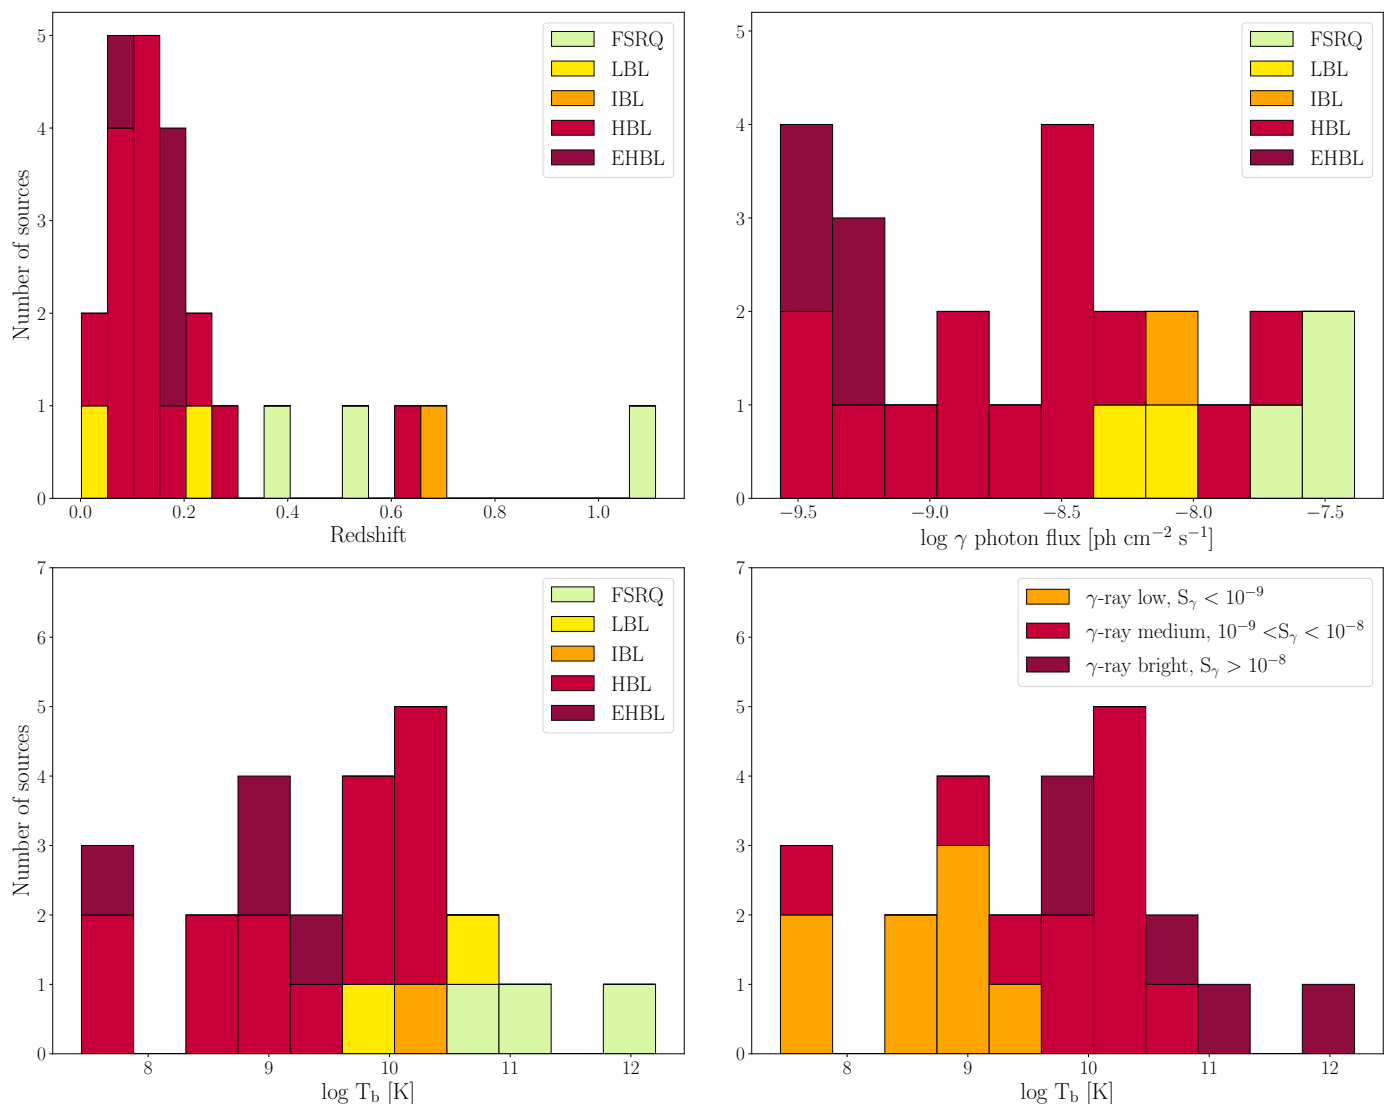 Number of sources
5
4
3
2
1
0
0.0 0.2 0.4 0.6 0.8 1.0
Redshift
FSRQ
LBL
IBL
HBL
EHBL
5
4
3
2
1
0
−9.5 −9.0 −8.5 −8.0 −7.5
log γ photon flux [ph cm⁻² s⁻¹]
FSRQ
LBL
IBL
HBL
EHBL
Number of sources
7
6
5
4
3
2
1
0
8 9 10 11 12
log T_b [K]
FSRQ
LBL
IBL
HBL
EHBL
7
6
5
4
3
2
1
0
8 9 10 11 12
log T_b [K]
γ-ray low, S_γ < 10⁻⁹
γ-ray medium, 10⁻⁹ <S_γ < 10⁻⁸
γ-ray bright, S_γ > 10⁻⁸